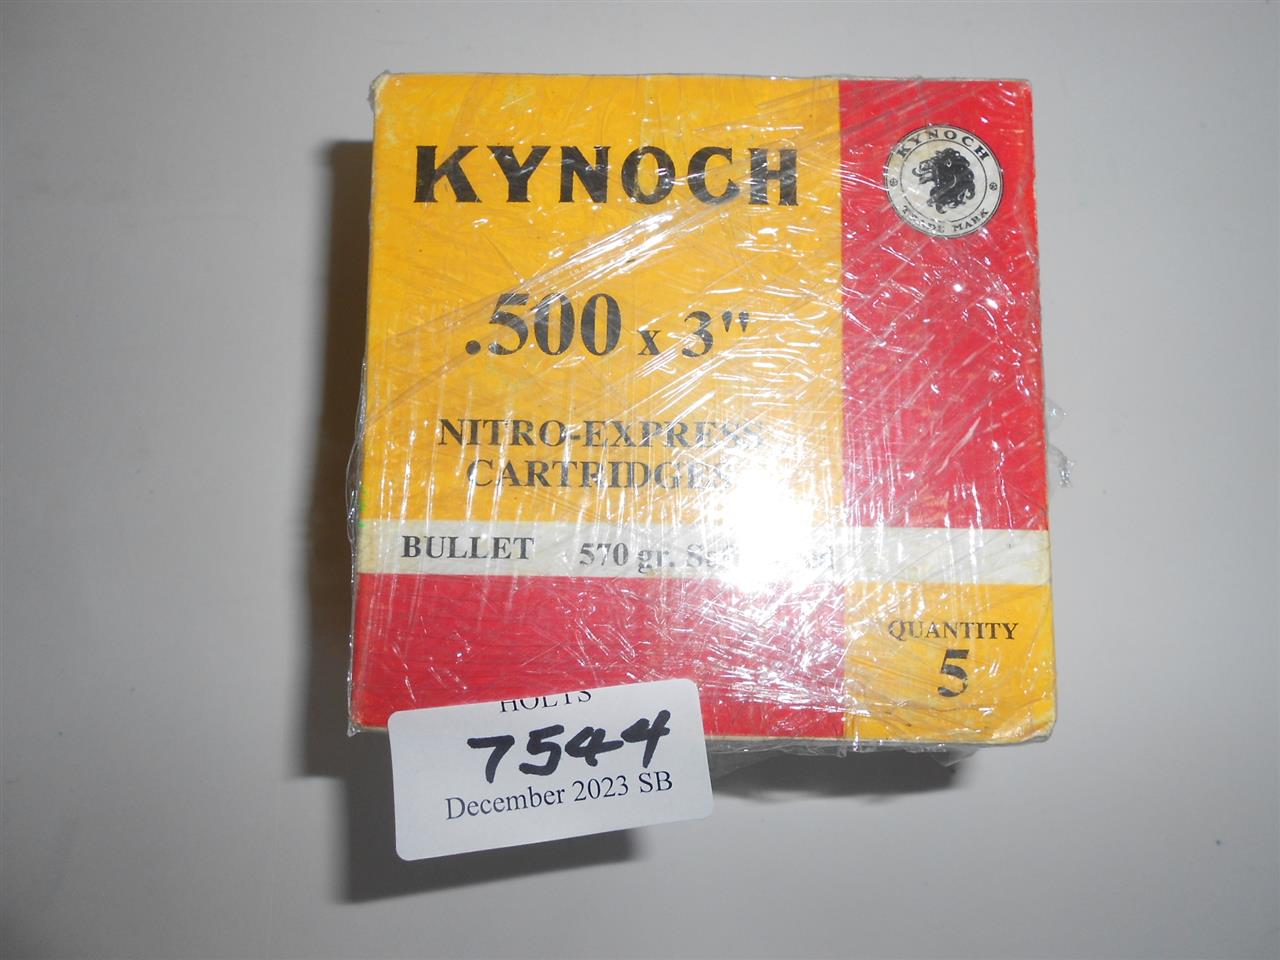 KYNOCH
KYNOCH
TRADE MARK
.500 x 3"
NITRO-EXPRESS
CARTRIDGES
BULLET 570 gr.
QUANTITY
5
HOLTS
7544
December 2023 SB